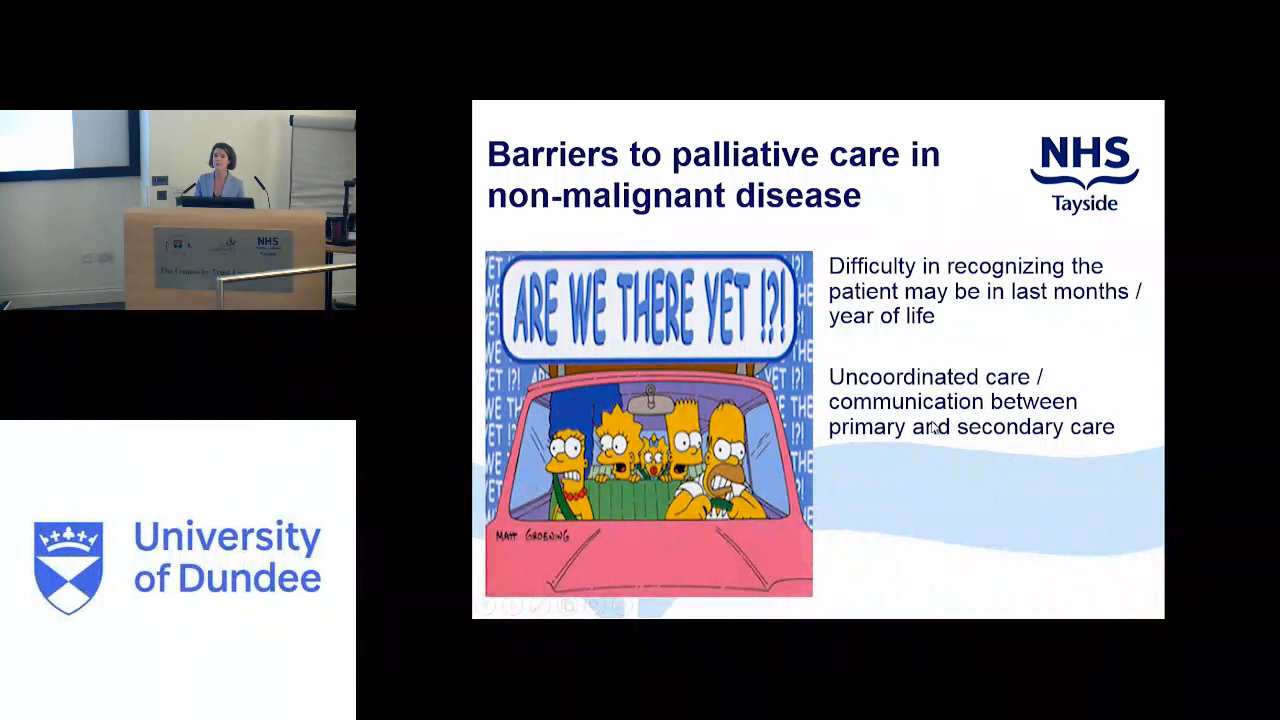 Barriers to palliative care in
non-malignant disease
NHS
Tayside
ARE WE THERE YET !?!
MATT GROENING
Difficulty in recognizing the
patient may be in last months /
year of life
Uncoordinated care /
communication between
primary and secondary care
NHS
University
of Dundee